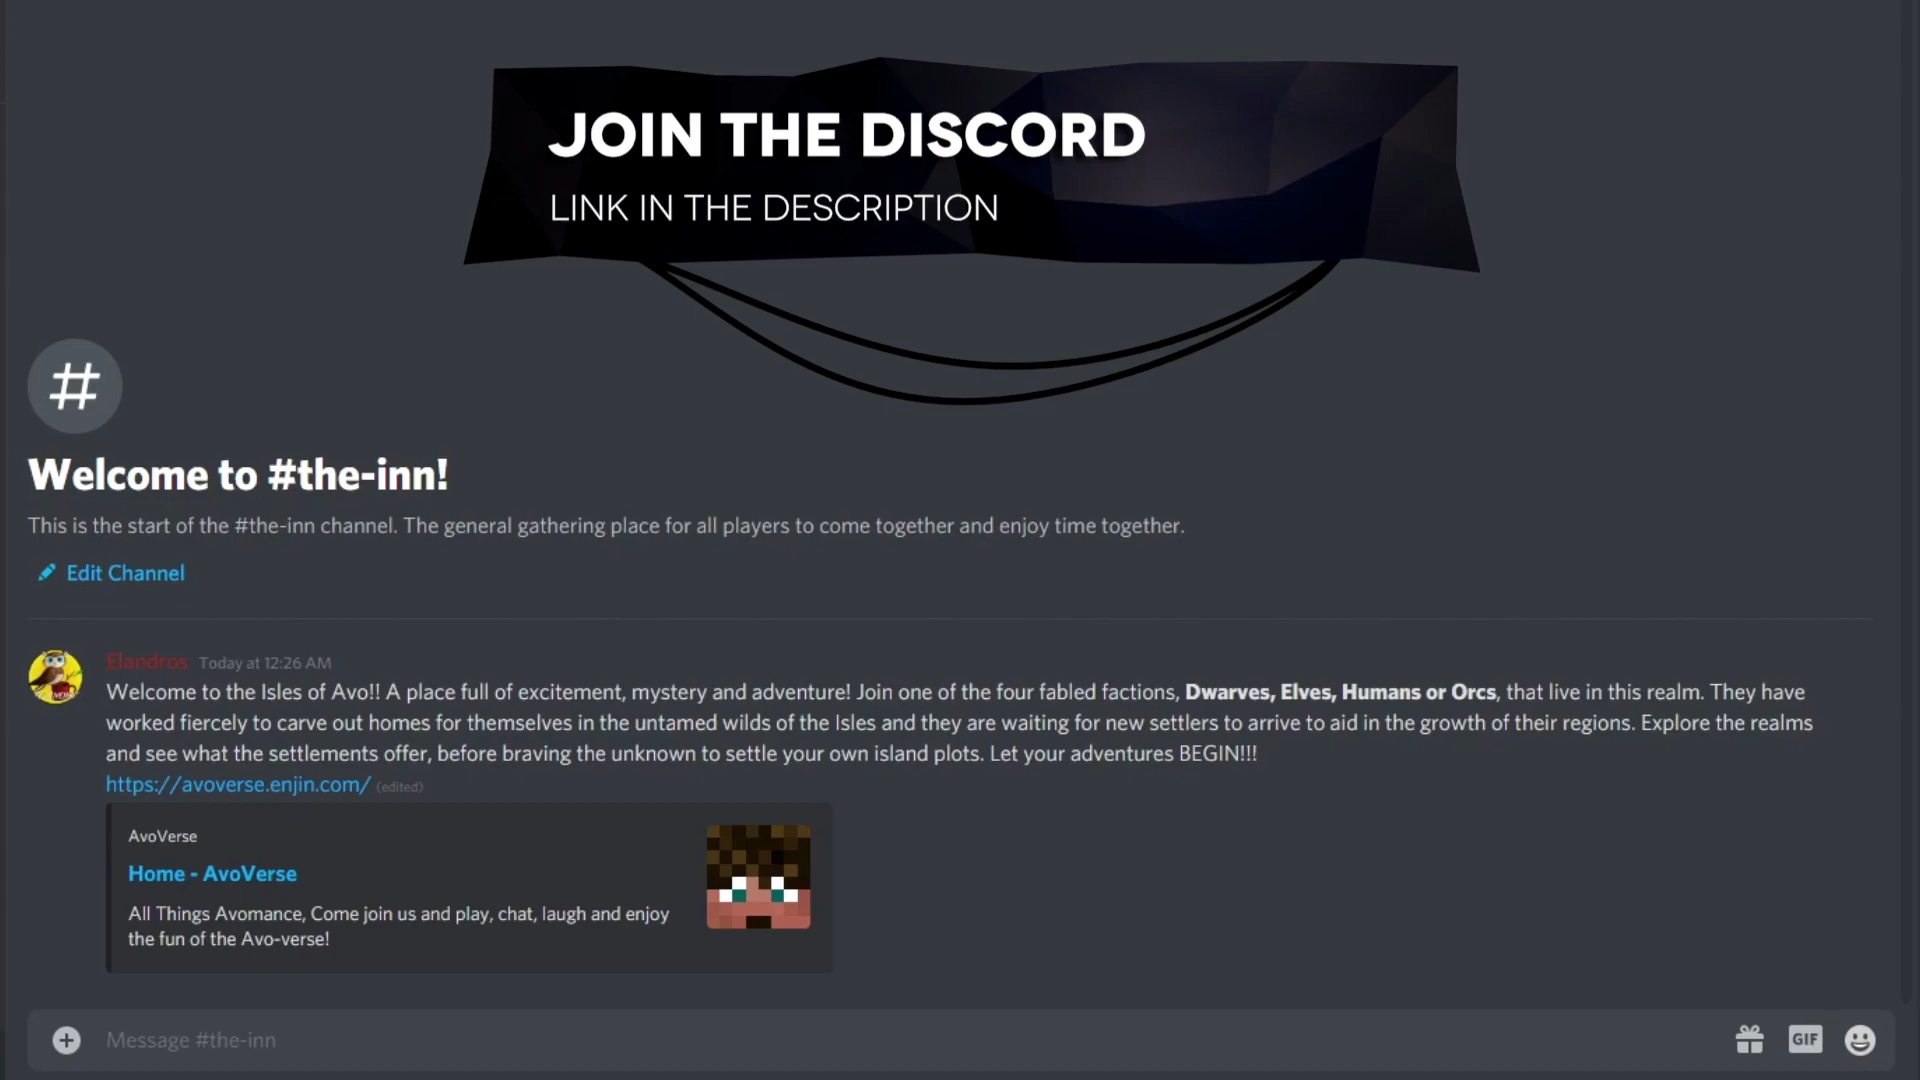 JOIN THE DISCORD
LINK IN THE DESCRIPTION
#
Welcome to #the-inn!
This is the start of the #the-inn channel. The general gathering place for all players to come together and enjoy time together.
Edit Channel
Elandros Today at 12:26 AM
Welcome to the Isles of Avo!! A place full of excitement, mystery and adventure! Join one of the four fabled factions, Dwarves, Elves, Humans or Orcs, that live in this realm. They have
worked fiercely to carve out homes for themselves in the untamed wilds of the Isles and they are waiting for new settlers to arrive to aid in the growth of their regions. Explore the realms
and see what the settlements offer, before braving the unknown to settle your own island plots. Let your adventures BEGIN!!!
https://avoverse.enjin.com/ (edited)
AvoVerse
Home - AvoVerse
All Things Avomance, Come join us and play, chat, laugh and enjoy
the fun of the Avo-verse!
Message #the-inn
GIF